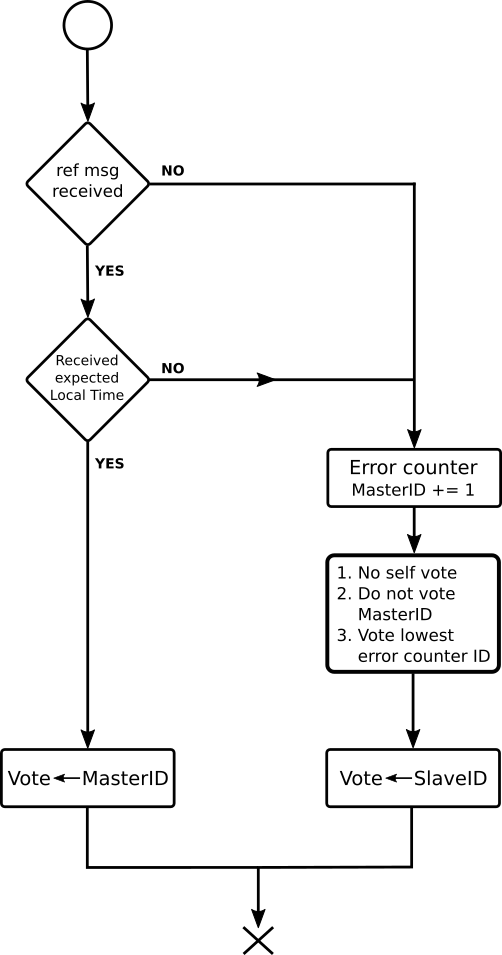 ref msg
received
NO
YES
Received
expected
Local Time
NO
YES
Error counter
MasterID += 1
1. No self vote
2. Do not vote
MasterID
3. Vote lowest
error counter ID
Vote←MasterID
Vote←SlaveID